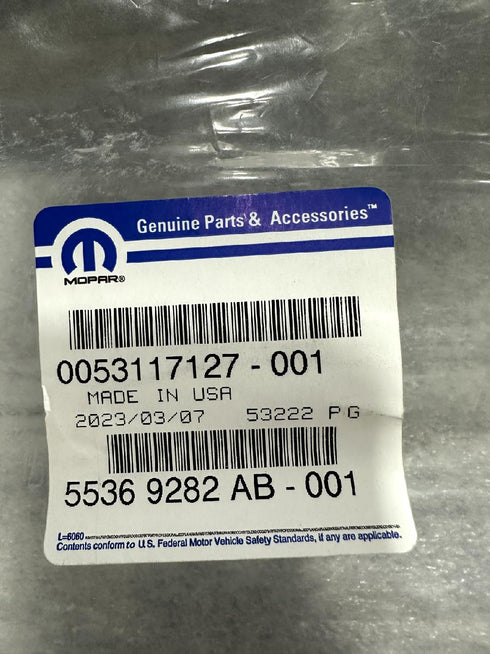 Genuine Parts & Accessories™
MOPAR®
0053117127 - 001
MADE IN USA
2023/03/07 53222 PG
5536 9282 AB - 001
L=6060
Contents conform to U.S. Federal Motor Vehicle Safety Standards, if any are applicable.